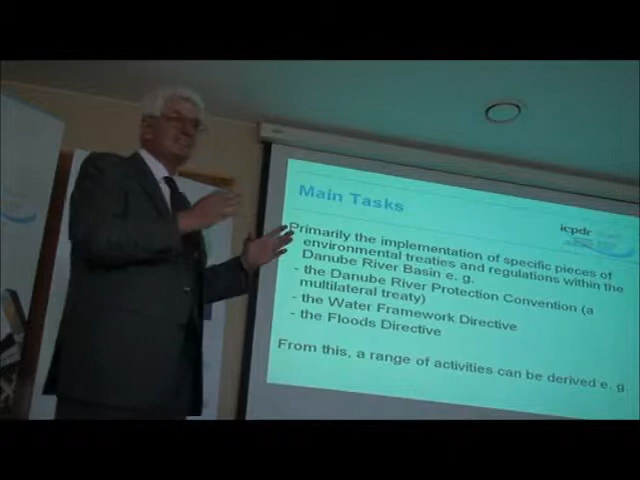 Main Tasks
icpdr
Primarily the implementation of specific pieces of
environmental treaties and regulations within the
Danube River Basin e. g.
- the Danube River Protection Convention (a
multilateral treaty)
- the Water Framework Directive
- the Floods Directive
From this, a range of activities can be derived e. g